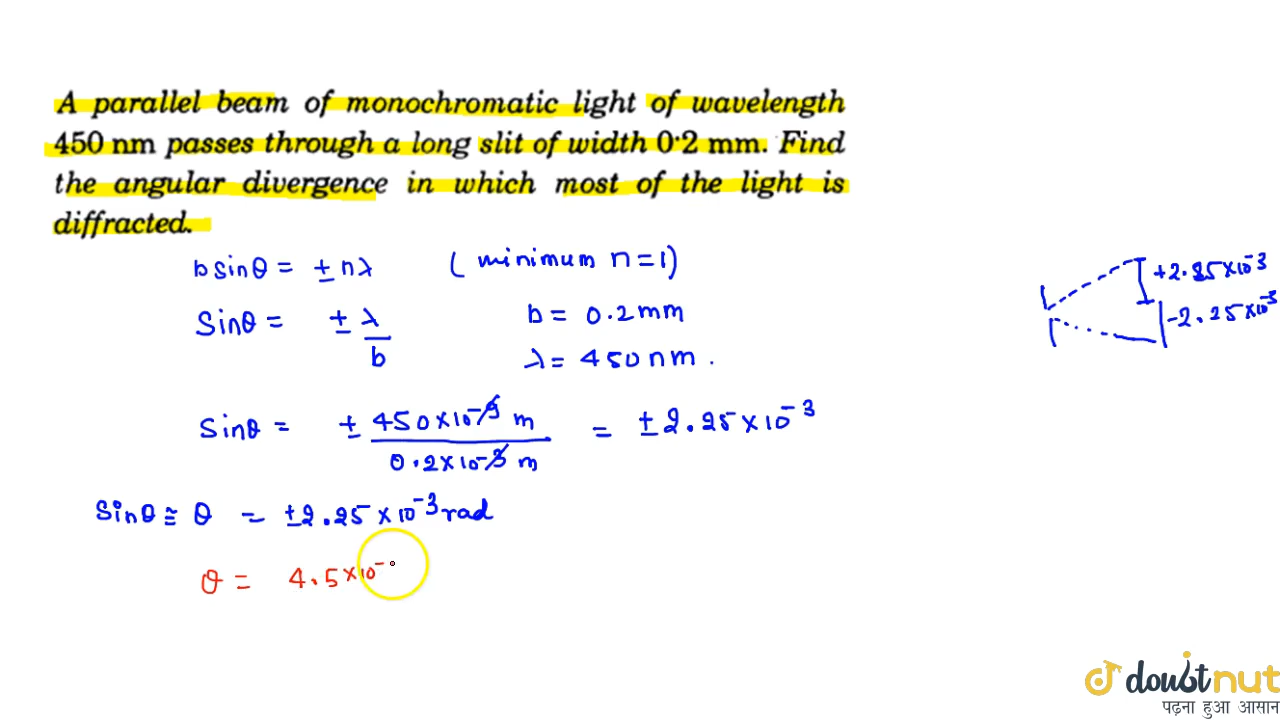 A parallel beam of monochromatic light of wavelength
450 nm passes through a long slit of width 0·2 mm. Find
the angular divergence in which most of the light is
diffracted.
b sinθ = ± nλ (minimum n=1)
Sinθ = ± λ/b
b = 0.2mm
λ = 450nm.
Sinθ = ± 450×10⁻⁹ m / 0.2×10⁻³ m = ±2.25×10⁻³
Sinθ ≅ θ = ±2.25×10⁻³ rad
θ = 4.5×10⁻
+2.25×10⁻³
-2.25×10⁻³
doubtnut
पढ़ना हुआ आसान